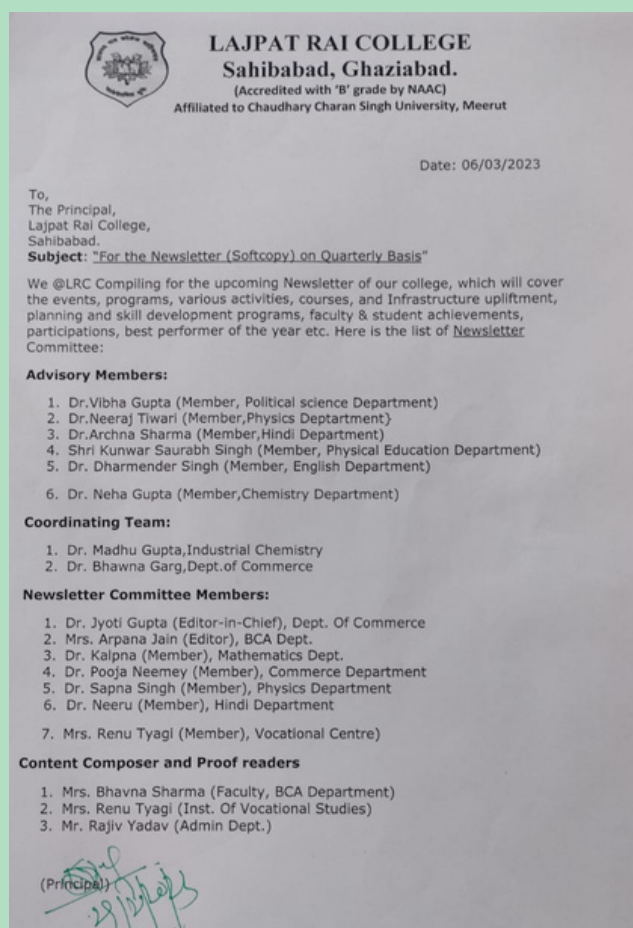 LAJPAT RAI COLLEGE
Sahibabad, Ghaziabad.
(Accredited with 'B' grade by NAAC)
Affiliated to Chaudhary Charan Singh University, Meerut
Date: 06/03/2023
To,
The Principal,
Lajpat Rai College,
Sahibabad.
Subject: "For the Newsletter (Softcopy) on Quarterly Basis"
We @LRC Compiling for the upcoming Newsletter of our college, which will cover
the events, programs, various activities, courses, and Infrastructure upliftment,
planning and skill development programs, faculty & student achievements,
participations, best performer of the year etc. Here is the list of Newsletter
Committee:
Advisory Members:
1. Dr.Vibha Gupta (Member, Political science Department)
2. Dr.Neeraj Tiwari (Member,Physics Deptartment}
3. Dr.Archna Sharma (Member,Hindi Department)
4. Shri Kunwar Saurabh Singh (Member, Physical Education Department)
5. Dr. Dharmender Singh (Member, English Department)
6. Dr. Neha Gupta (Member,Chemistry Department)
Coordinating Team:
1. Dr. Madhu Gupta,Industrial Chemistry
2. Dr. Bhawna Garg,Dept.of Commerce
Newsletter Committee Members:
1. Dr. Jyoti Gupta (Editor-in-Chief), Dept. Of Commerce
2. Mrs. Arpana Jain (Editor), BCA Dept.
3. Dr. Kalpna (Member), Mathematics Dept.
4. Dr. Pooja Neemey (Member), Commerce Department
5. Dr. Sapna Singh (Member), Physics Department
6. Dr. Neeru (Member), Hindi Department
7. Mrs. Renu Tyagi (Member), Vocational Centre)
Content Composer and Proof readers
1. Mrs. Bhavna Sharma (Faculty, BCA Department)
2. Mrs. Renu Tyagi (Inst. Of Vocational Studies)
3. Mr. Rajiv Yadav (Admin Dept.)
(Principal)